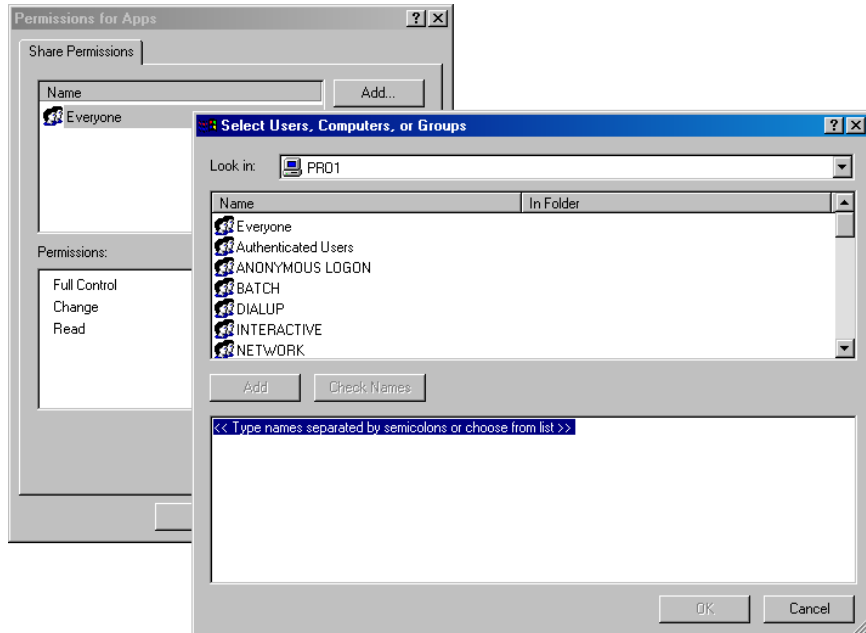 Permissions for Apps
Share Permissions
Name
Add...
Everyone
Select Users, Computers, or Groups
Look in: PRO1
Name In Folder
Everyone
Authenticated Users
ANONYMOUS LOGON
BATCH
DIALUP
INTERACTIVE
NETWORK
Permissions:
Full Control
Change
Read
Add Check Names
<< Type names separated by semicolons or choose from list >>
OK Cancel